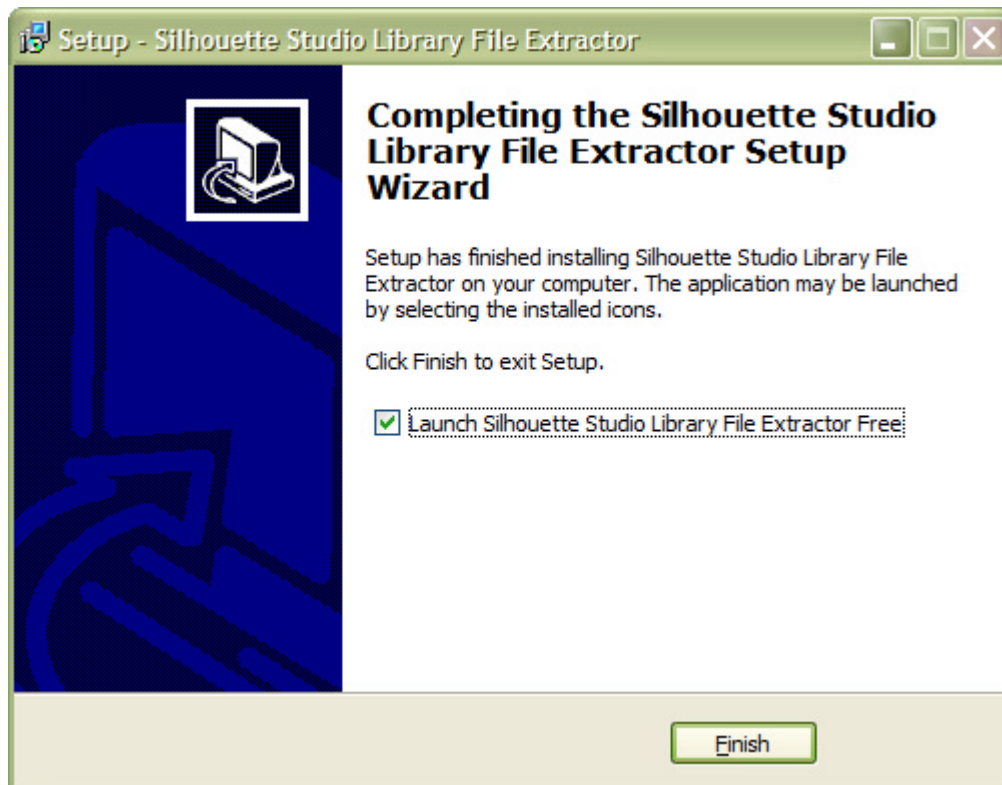 Setup - Silhouette Studio Library File Extractor
Completing the Silhouette Studio
Library File Extractor Setup
Wizard
Setup has finished installing Silhouette Studio Library File
Extractor on your computer. The application may be launched
by selecting the installed icons.
Click Finish to exit Setup.
Launch Silhouette Studio Library File Extractor Free
Finish